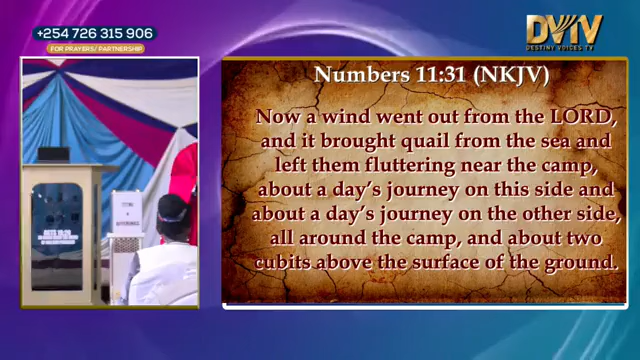 +254 726 315 906
FOR PRAYERS/ PARTNERSHIP
DESTINY VOICES TV
Numbers 11:31 (NKJV)
Now a wind went out from the LORD,
and it brought quail from the sea and
left them fluttering near the camp,
about a day's journey on this side and
about a day's journey on the other side,
all around the camp, and about two
cubits above the surface of the ground.